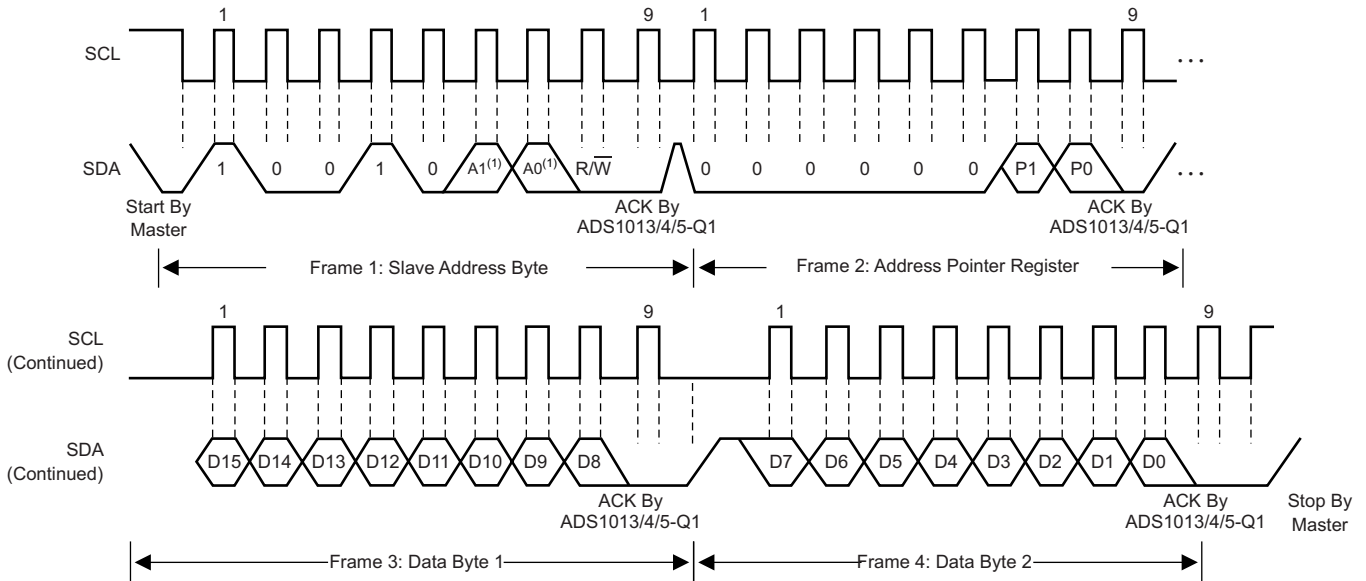 1 9 1 9
SCL ...
SDA 1 0 0 1 0 A1(1) A0(1) R/W̅ 0 0 0 0 0 0 P1 P0 ...
Start By Master
ACK By ADS1013/4/5-Q1
ACK By ADS1013/4/5-Q1
Frame 1: Slave Address Byte
Frame 2: Address Pointer Register
1 9 1 9
SCL (Continued)
SDA (Continued) D15 D14 D13 D12 D11 D10 D9 D8 D7 D6 D5 D4 D3 D2 D1 D0
ACK By ADS1013/4/5-Q1
ACK By ADS1013/4/5-Q1
Stop By Master
Frame 3: Data Byte 1
Frame 4: Data Byte 2